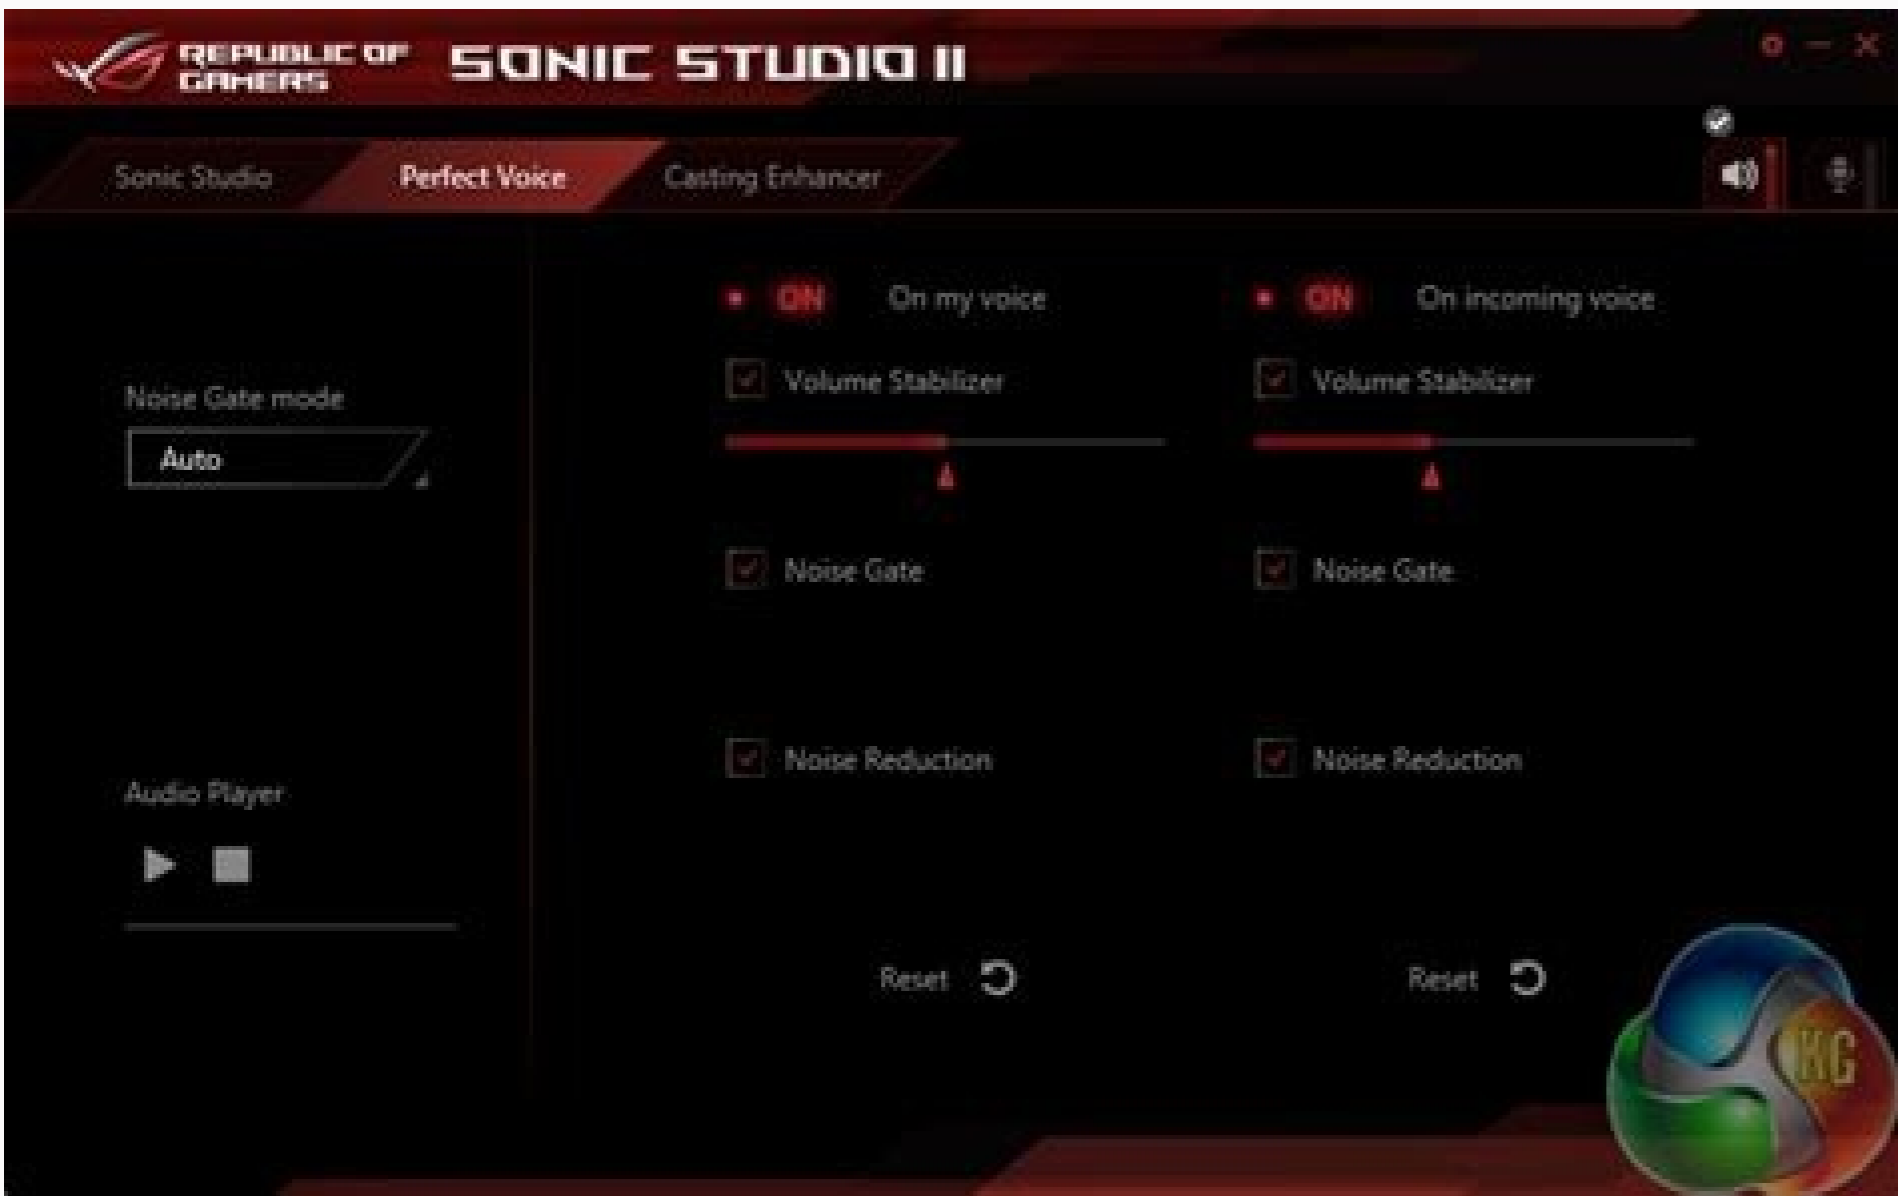 REPUBLIC OF
GAMERS
SONIC STUDIO II
Sonic Studio
Perfect Voice
Casting Enhancer
ON On my voice
ON On incoming voice
Noise Gate mode
Auto
Volume Stabilizer
Volume Stabilizer
Noise Gate
Noise Gate
Noise Reduction
Noise Reduction
Audio Player
Reset
Reset
KG